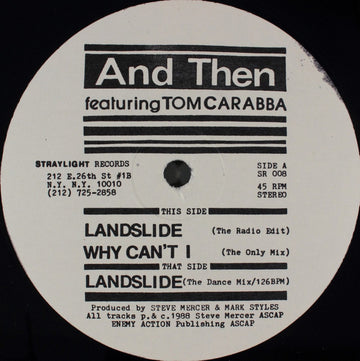 And Then
featuring TOM CARABBA
STRAYLIGHT RECORDS
212 E.26th St #1B
N.Y. N.Y. 10010
(212) 725-2858
SIDE A
SR 008
45 RPM
STEREO
THIS SIDE
LANDSLIDE (The Radio Edit)
WHY CAN'T I (The Only Mix)
THAT SIDE
LANDSLIDE (The Dance Mix/126BPM)
Produced by STEVE MERCER & MARK STYLES
All tracks p.& c.1988 Steve Mercer ASCAP
ENEMY ACTION Publishing ASCAP